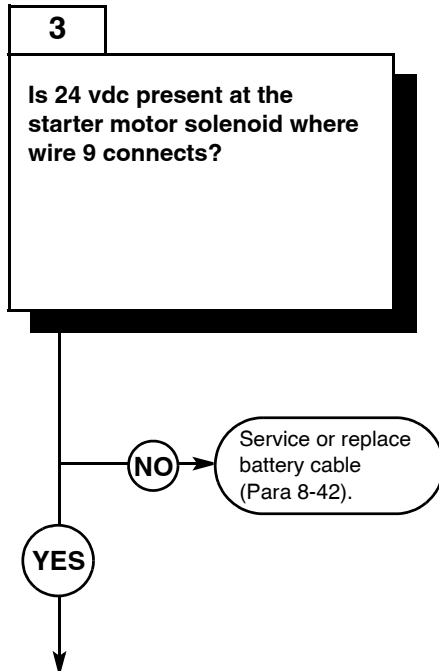 3
Is 24 vdc present at the
starter motor solenoid where
wire 9 connects?
NO
Service or replace
battery cable
(Para 8-42).
YES